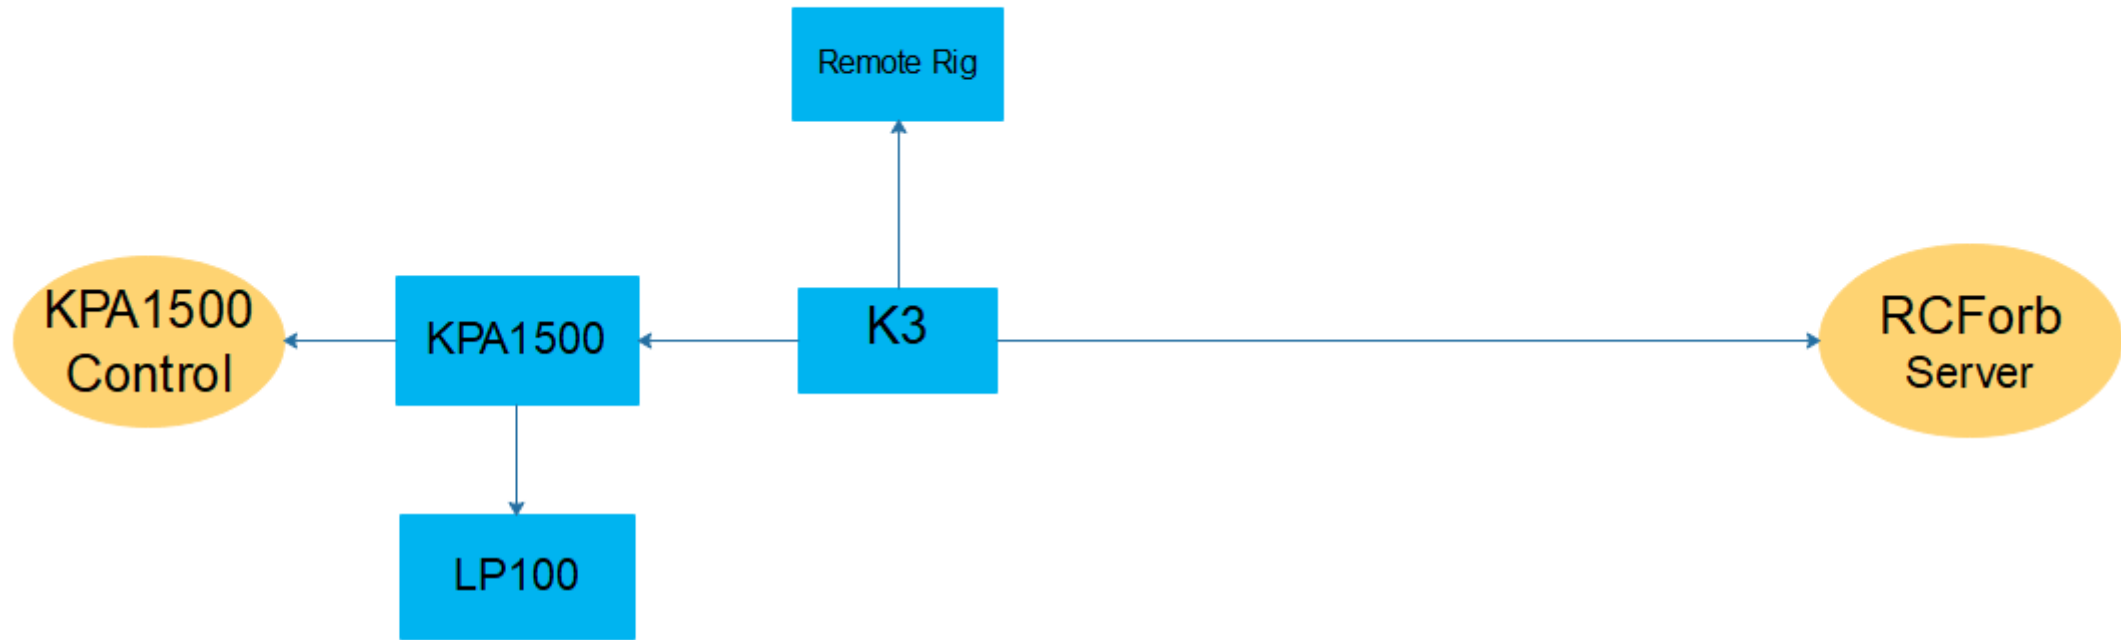 Remote Rig
KPA1500
Control
KPA1500
K3
RCForb
Server
LP100